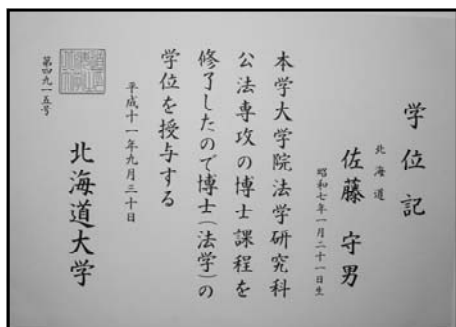 学位記
北海道
佐藤 守男
昭和七年一月二十一日生
本学大学院法学研究科
公法専攻の博士課程を
修了したので博士(法学)の
学位を授与する
平成十一年九月三十日
北海道大学
第四九一五号